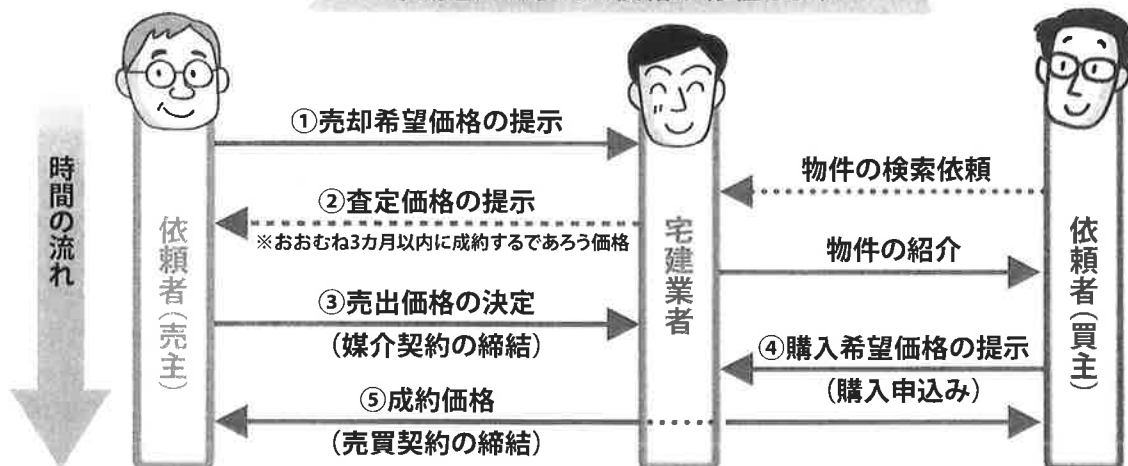 ①売却希望価格の提示
物件の検索依頼
②査定価格の提示
※おおむね3カ月以内に成約するであろう価格
物件の紹介
③売出価格の決定
(媒介契約の締結)
④購入希望価格の提示
(購入申込み)
⑤成約価格
(売買契約の締結)
時間の流れ
依頼者(売主)
宅建業者
依頼者(買主)